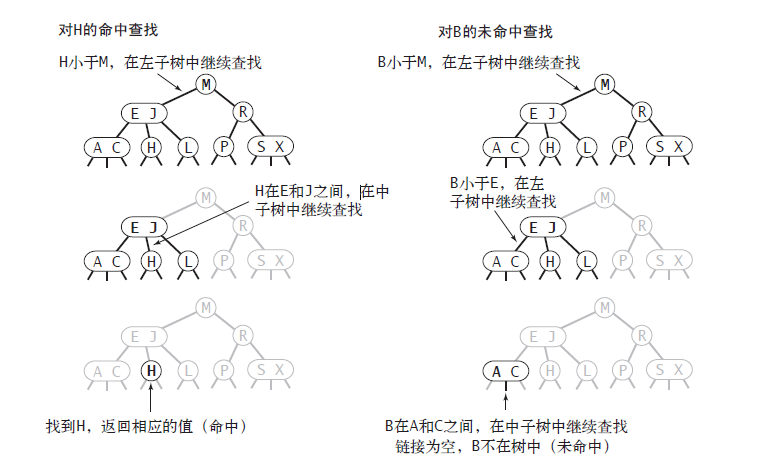 对H的命中查找
H小于M，在左子树中继续查找
M
E J
R
A C
H
L
P
S X
H在E和J之间，在中
子树中继续查找
M
E J
R
A C
H
L
P
S X
M
E J
R
A C
H
L
P
S X
找到H，返回相应的值（命中）
对B的未命中查找
B小于M，在左子树中继续查找
M
E J
R
A C
H
L
P
S X
B小于E，在左
子树中继续查找
M
E J
R
A C
H
L
P
S X
M
E J
R
A C
H
L
P
S X
B在A和C之间，在中子树中继续查找
链接为空，B不在树中（未命中）